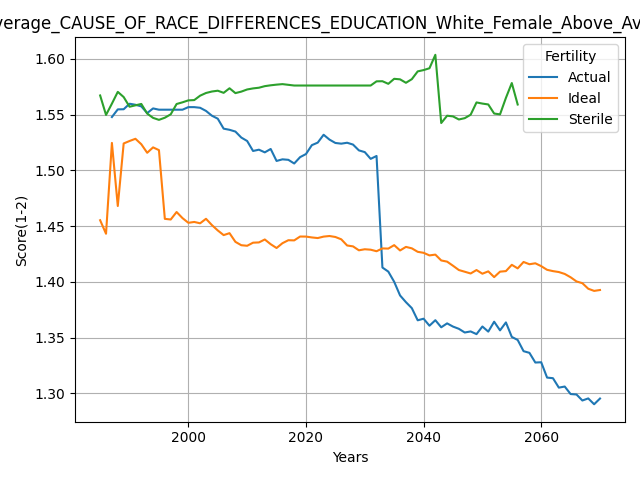 verage_CAUSE_OF_RACE_DIFFERENCES_EDUCATION_White_Female_Above_Av
1.60
1.55
1.50
1.45
1.40
1.35
1.30
Score(1-2)
Fertility
Actual
Ideal
Sterile
2000 2020 2040 2060
Years